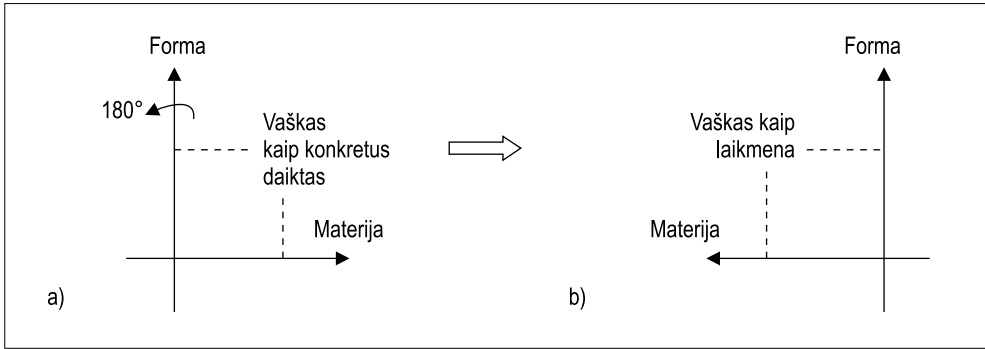 Forma
180°
Vaškas
kaip konkretus
daiktas
Materija
a)
Forma
Vaškas kaip
laikmena
Materija
b)